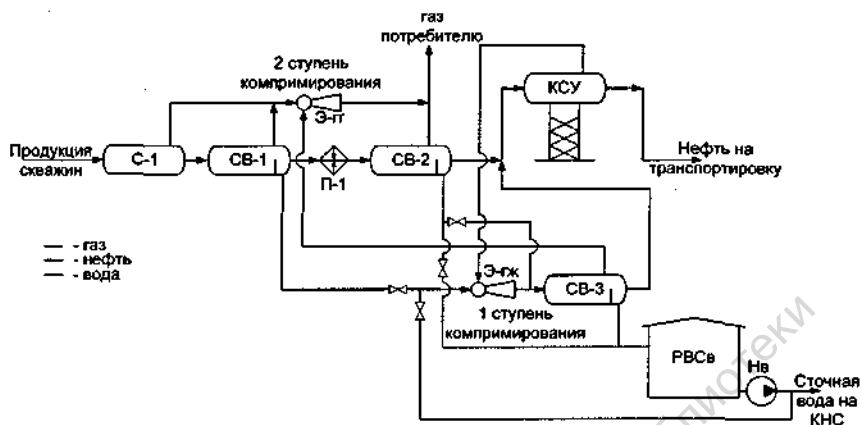 газ
потребителю
2 ступень
компримирования
Э-гг
КСУ
Продукция
скважин
С-1
СВ-1
П-1
СВ-2
Нефть на
транспортировку
- газ
- нефть
- вода
Э-гж
СВ-3
1 ступень
компримирования
РВСв
Нв
Сточная
вода на
КНС